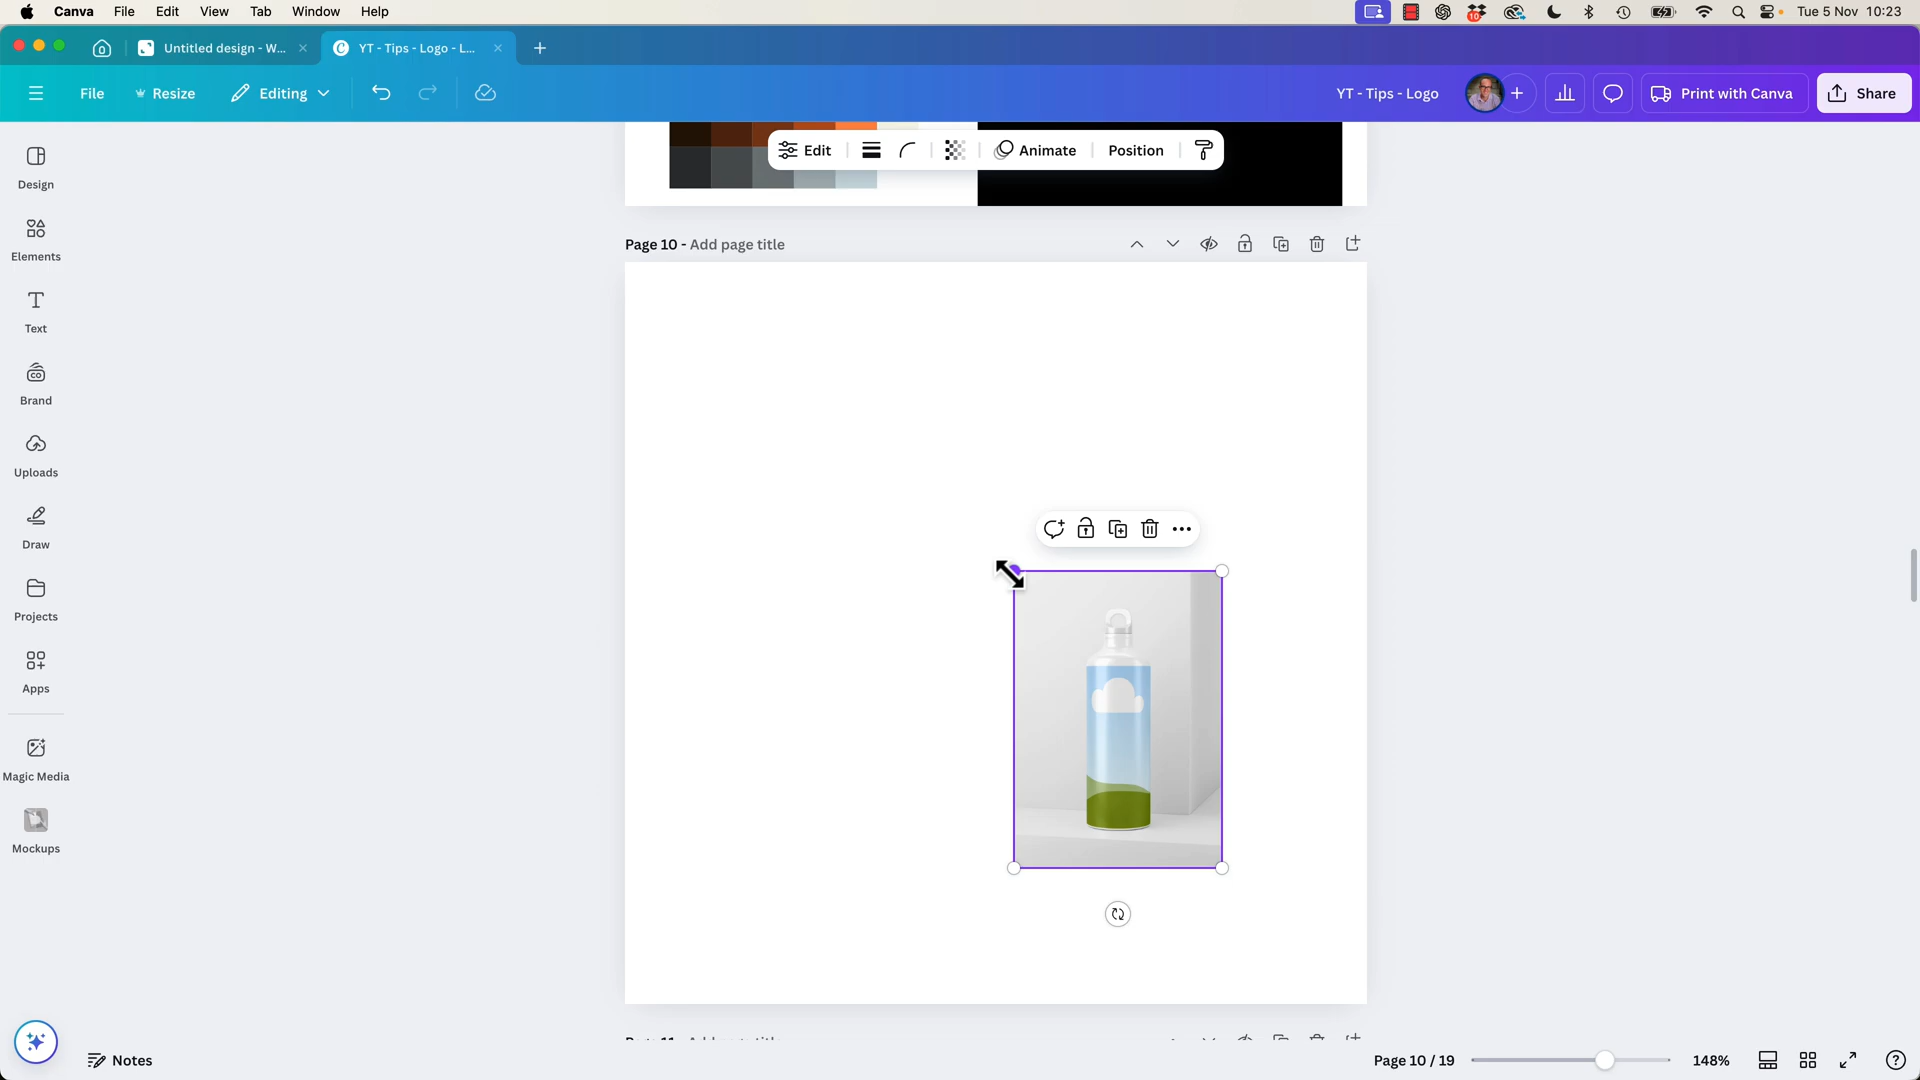 Canva File Edit View Tab Window Help
10
Tue 5 Nov 10:23
Untitled design - W...
YT - Tips - Logo - L...
File Resize Editing
YT - Tips - Logo
Print with Canva
Share
Edit
Animate
Position
Design
Elements
Text
CO
Brand
Uploads
Draw
Projects
Apps
Magic Media
Mockups
Page 10 - Add page title
Notes
Page 10 / 19
148%